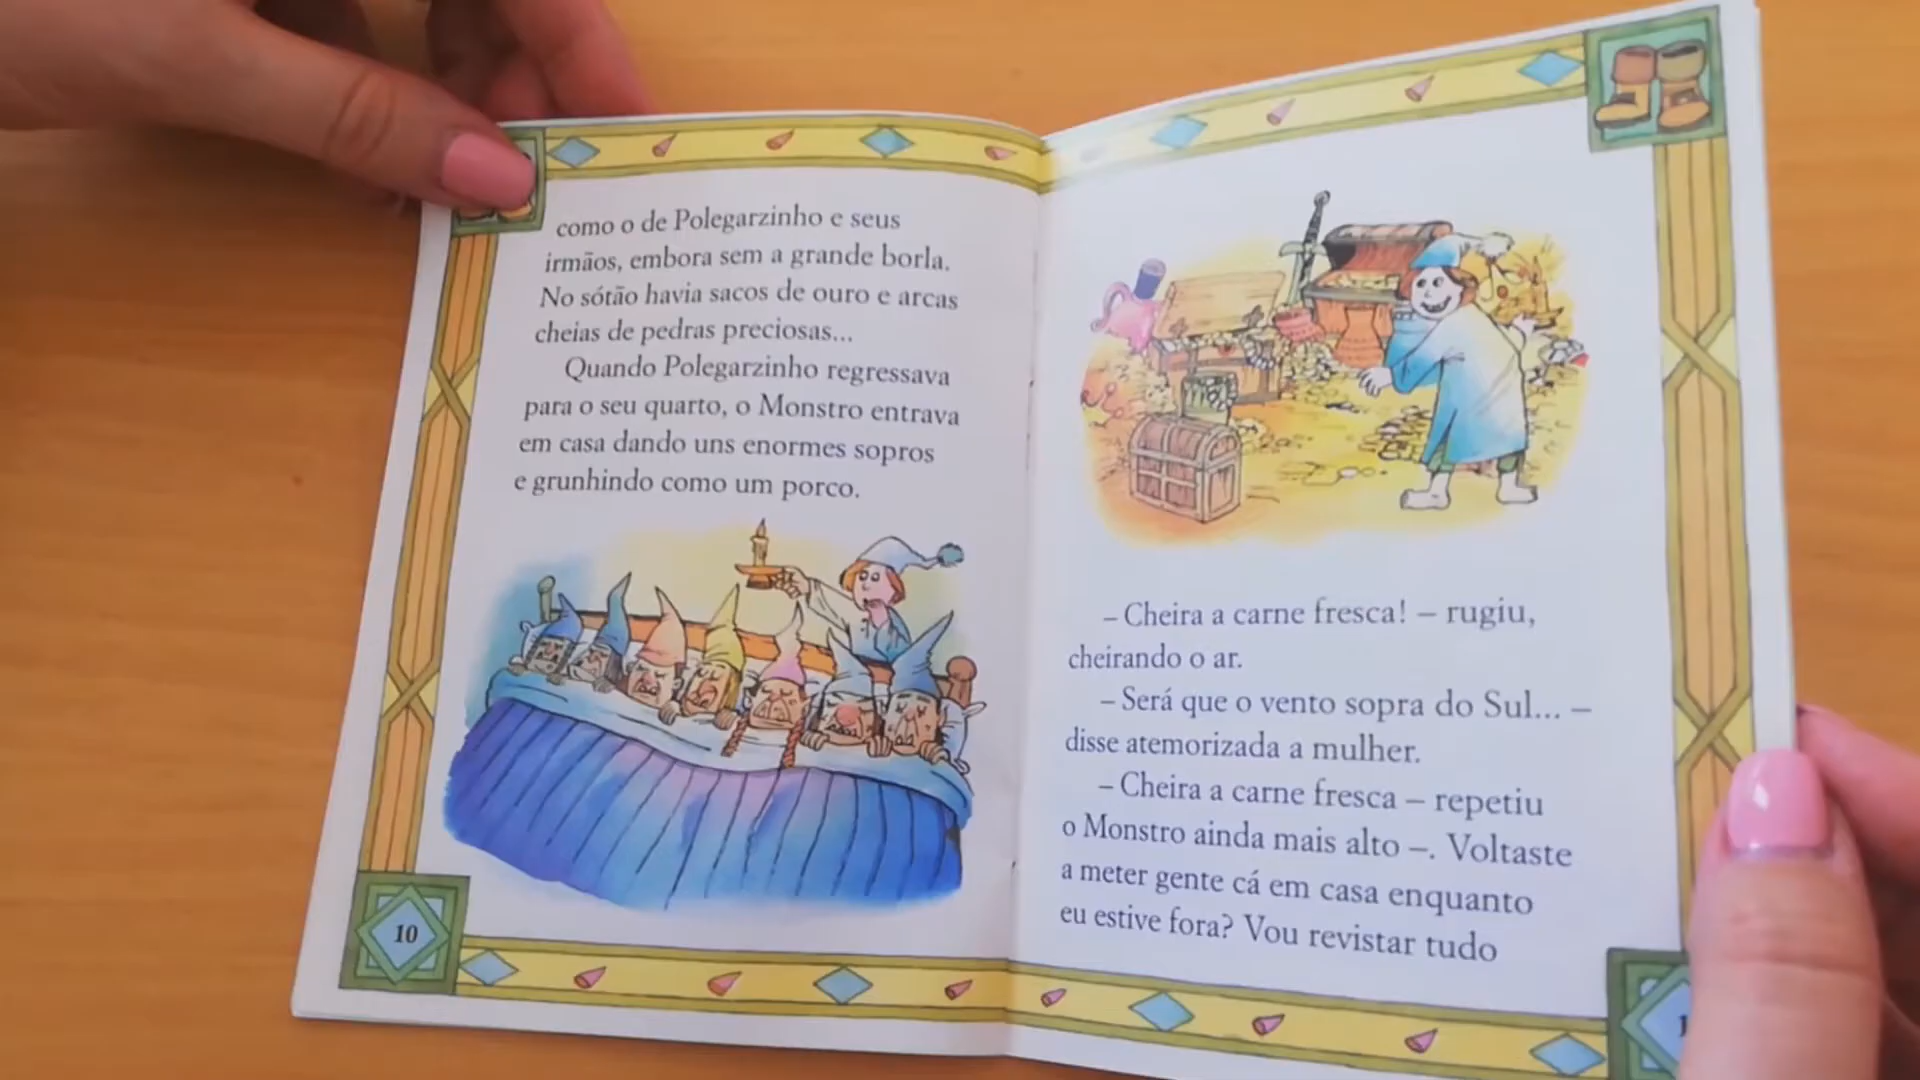 como o de Polegarzinho e seus
irmãos, embora sem a grande borla.
No sótão havia sacos de ouro e arcas
cheias de pedras preciosas...
Quando Polegarzinho regressava
para o seu quarto, o Monstro entrava
em casa dando uns enormes sopros
e grunhindo como um porco.
10
– Cheira a carne fresca! – rugiu,
cheirando o ar.
– Será que o vento sopra do Sul... –
disse atemorizada a mulher.
– Cheira a carne fresca – repetiu
o Monstro ainda mais alto –. Voltaste
a meter gente cá em casa enquanto
eu estive fora? Vou revistar tudo